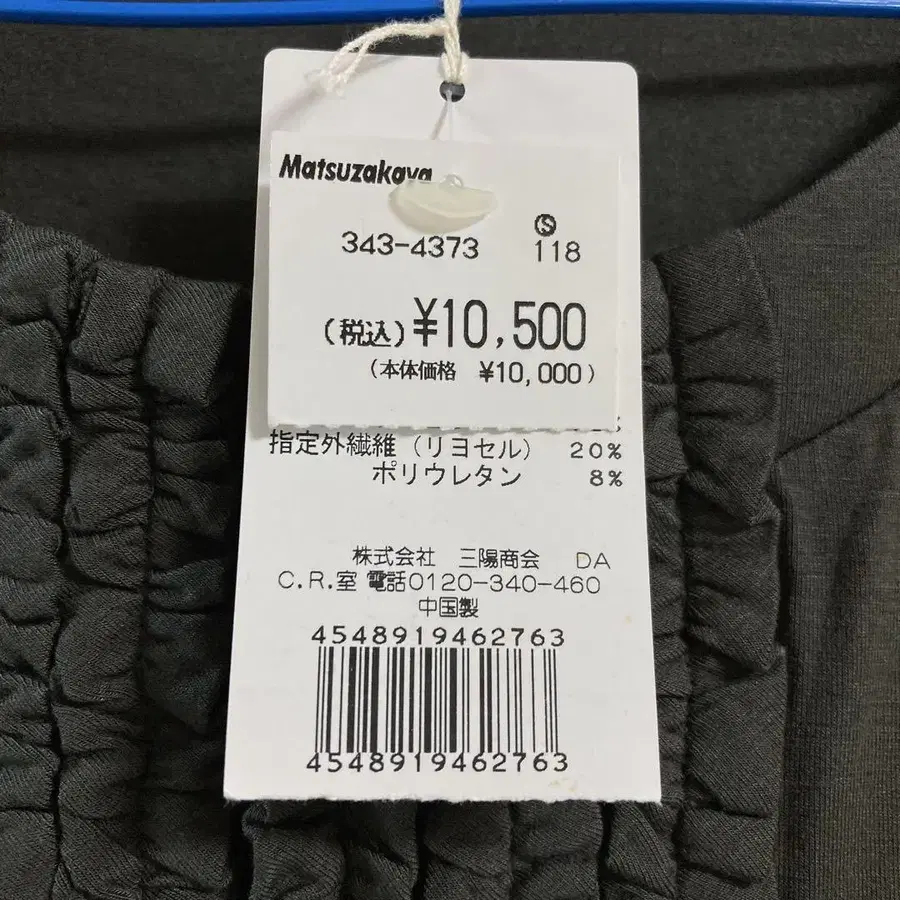 Matsuzakaya
Ⓢ
343-4373 118
(税込)¥10,500
(本体価格 ¥10,000)
指定外繊維(リヨセル) 20%
ポリウレタン 8%
株式会社 三陽商会 DA
C.R.室 電話0120-340-460
中国製
4548919462763
4548919462763